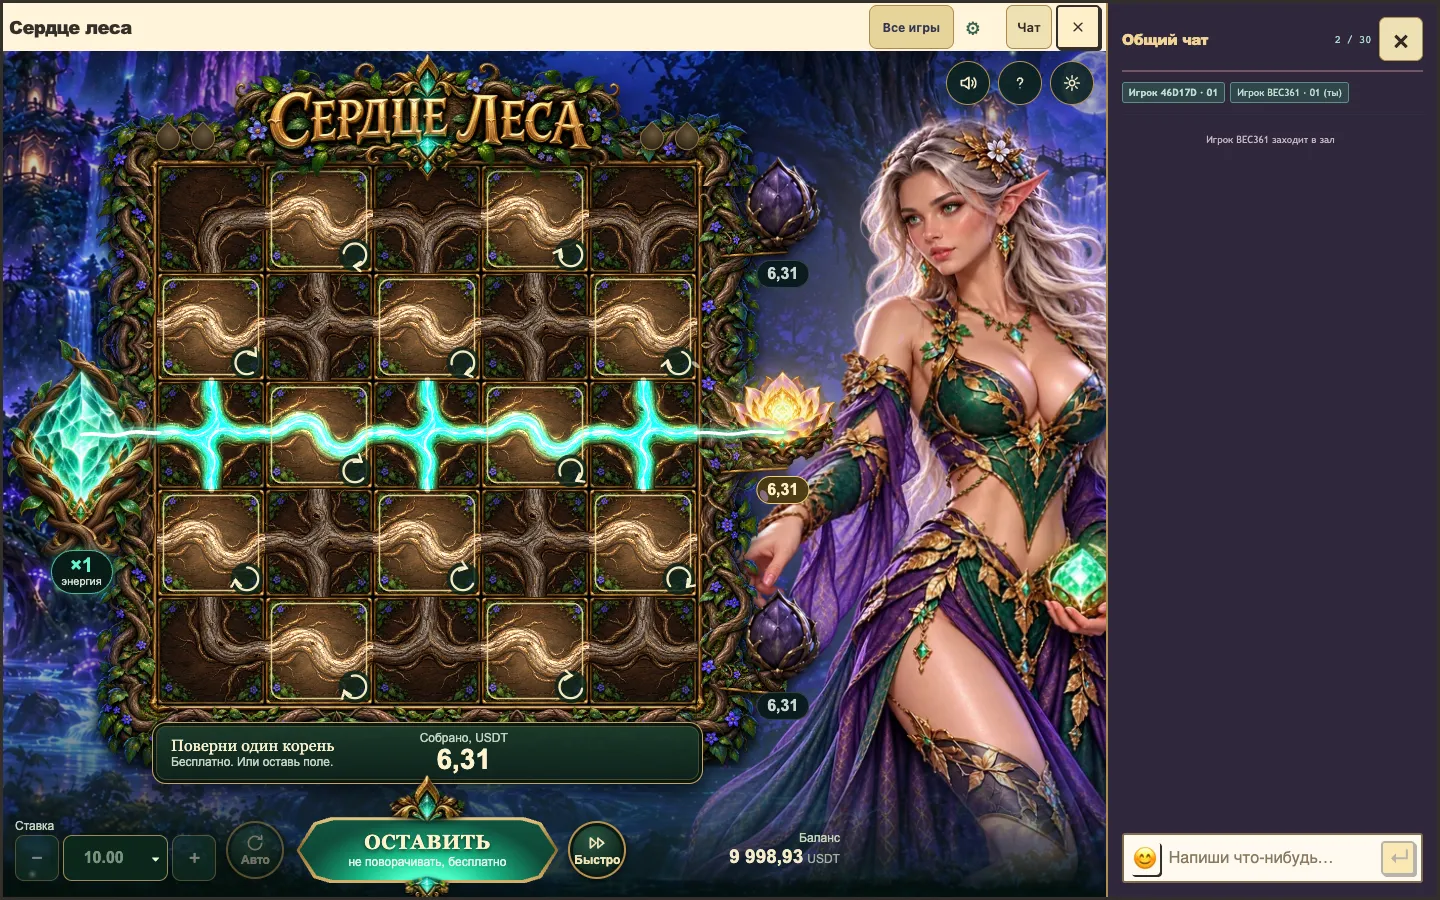 Сердце леса
Все игры
Чат
×
СЕРДЦЕ ЛЕСА
?
6,31
6,31
6,31
×1
энергия
Поверни один корень
Бесплатно. Или оставь поле.
Собрано, USDT
6,31
Ставка
−
10.00
+
Авто
ОСТАВИТЬ
не поворачивать, бесплатно
Быстро
Баланс
9 998,93 USDT
Общий чат
2 / 30
×
Игрок 46D17D · 01
Игрок BEC361 · 01 (ты)
Игрок BEC361 заходит в зал
Напиши что-нибудь...